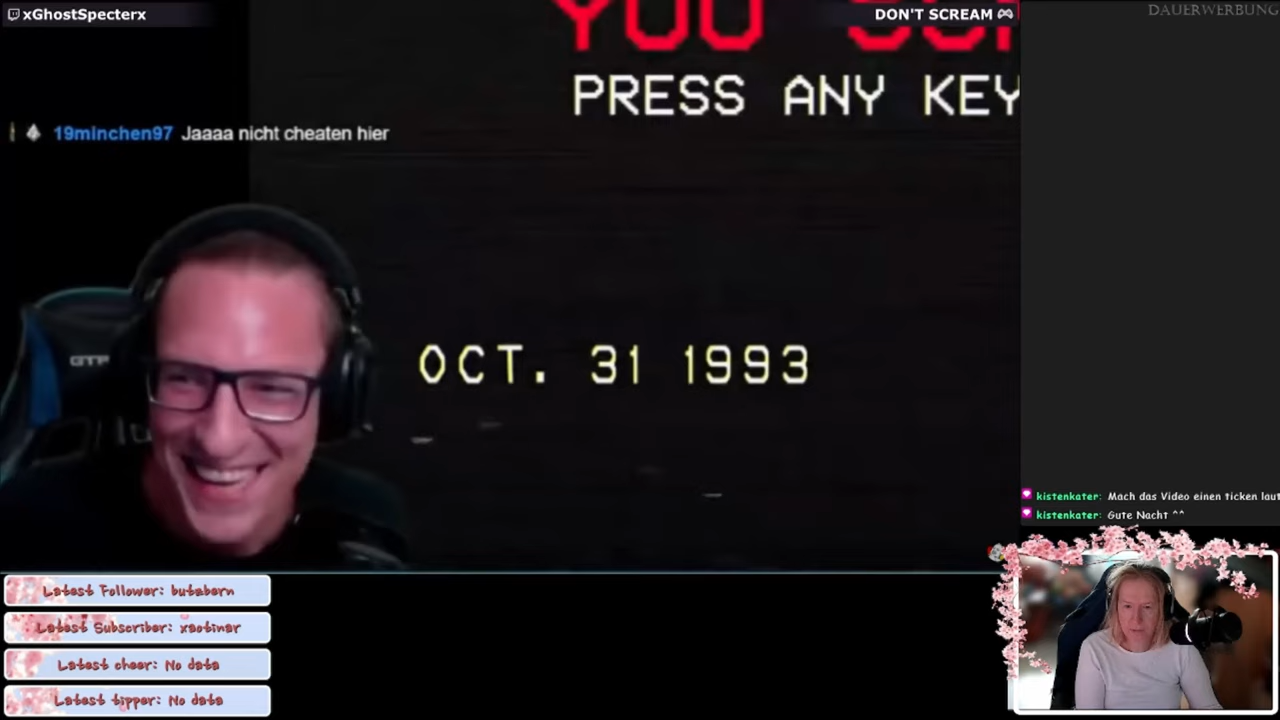 xGhostSpecterx
DON'T SCREAM
DAUERWERBUNG
YOU
PRESS ANY KEY
19minchen97 Jaaaa nicht cheaten hier
GTP
OCT. 31 1993
kistenkater: Mach das Video einen ticken laut
kistenkater: Gute Nacht ^^
Latest Follower: butabern
Latest Subscriber: xaotinar
Latest cheer: No data
Latest tipper: No data